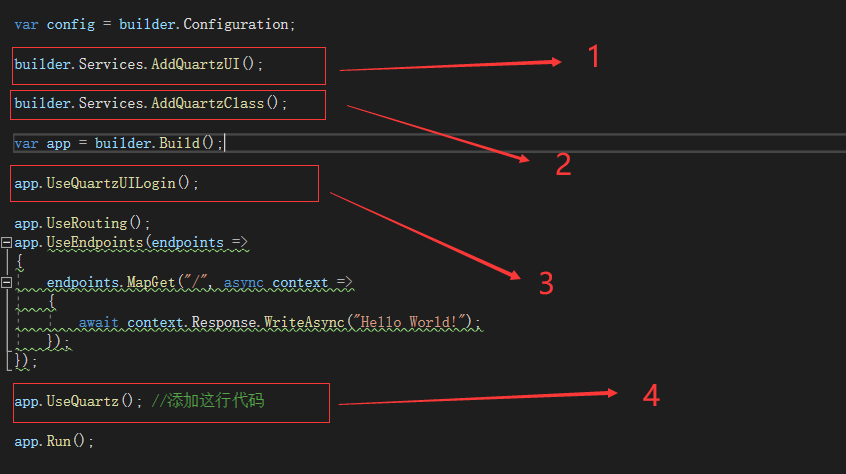 var config = builder.Configuration;
builder.Services.AddQuartzUI();
1
builder.Services.AddQuartzClass();
var app = builder.Build();
2
app.UseQuartzUILogin();
app.UseRouting();
app.UseEndpoints(endpoints =>
{
endpoints.MapGet("/", async context =>
3
{
await context.Response.WriteAsync("Hello World!");
});
});
app.UseQuartz(); //添加这行代码
4
app.Run();